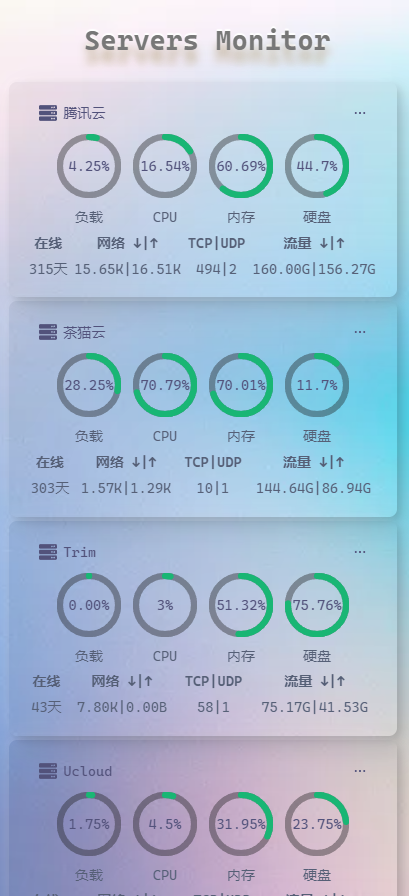 Servers Monitor
腾讯云 ...
4.25% 16.54% 60.69% 44.7%
负载 CPU 内存 硬盘
在线 网络 ↓|↑ TCP|UDP 流量 ↓|↑
315天 15.65K|16.51K 494|2 160.00G|156.27G
茶猫云 ...
28.25% 70.79% 70.01% 11.7%
负载 CPU 内存 硬盘
在线 网络 ↓|↑ TCP|UDP 流量 ↓|↑
303天 1.57K|1.29K 10|1 144.64G|86.94G
Trim ...
0.00% 3% 51.32% 75.76%
负载 CPU 内存 硬盘
在线 网络 ↓|↑ TCP|UDP 流量 ↓|↑
43天 7.80K|0.00B 58|1 75.17G|41.53G
Ucloud ...
1.75% 4.5% 31.95% 23.75%
负载 CPU 内存 硬盘